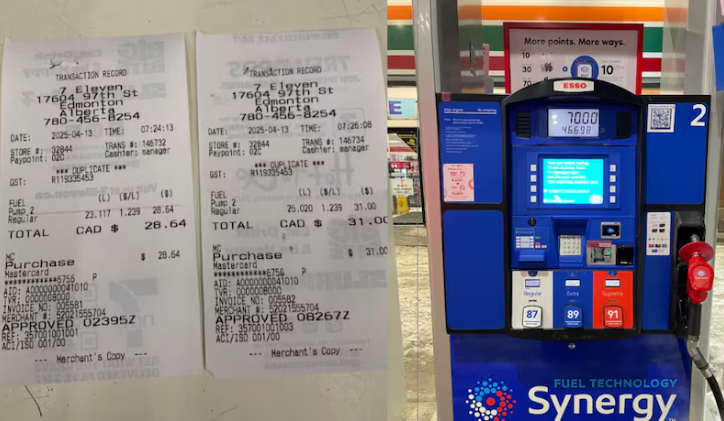 TRANSACTION RECORD
7 Eleven
17604 97th St
Edmonton
Alberta
780-456-8254
DATE: 2025-04-13 TIME: 07:24:13
STORE #: 32844 TRANS #: 146732
Paypoint: 02C Cashier: manager
*** DUPLICATE ***
GST: R119335453
FUEL (L) ($/L) ($)
Pump 2
Regular 23.117 1.239 28.64
TOTAL CAD $ 28.64
MC $ 28.64
Purchase
Mastercard
************6756 P
AID: A0000000041010
TVR: 0000008000
INVOICE NO: 005581
MERCHANT #: 52021555704
APPROVED 02395Z
REF: 357001001001
ACI/ISO 001/00
--- Merchant's Copy ---
TRANSACTION RECORD
7 Eleven
17604 97th St
Edmonton
Alberta
780-456-8254
DATE: 2025-04-13 TIME: 07:26:08
STORE #: 32844 TRANS #: 146734
Paypoint: 02C Cashier: manager
*** DUPLICATE ***
GST: R119335453
FUEL (L) ($/L) ($)
Pump 2
Regular 25.020 1.239 31.00
TOTAL CAD $ 31.00
MC $ 31.00
Purchase
Mastercard
************6756 P
AID: A0000000041010
TVR: 0000008000
INVOICE NO: 005582
MERCHANT #: 52021555704
APPROVED 08267Z
REF: 357001001003
ACI/ISO 001/00
--- Merchant's Copy ---
More points. More ways.
10
30
10
ESSO
7000
46698
2
Regular
Extra
Supreme
87
89
91
FUEL TECHNOLOGY
Synergy